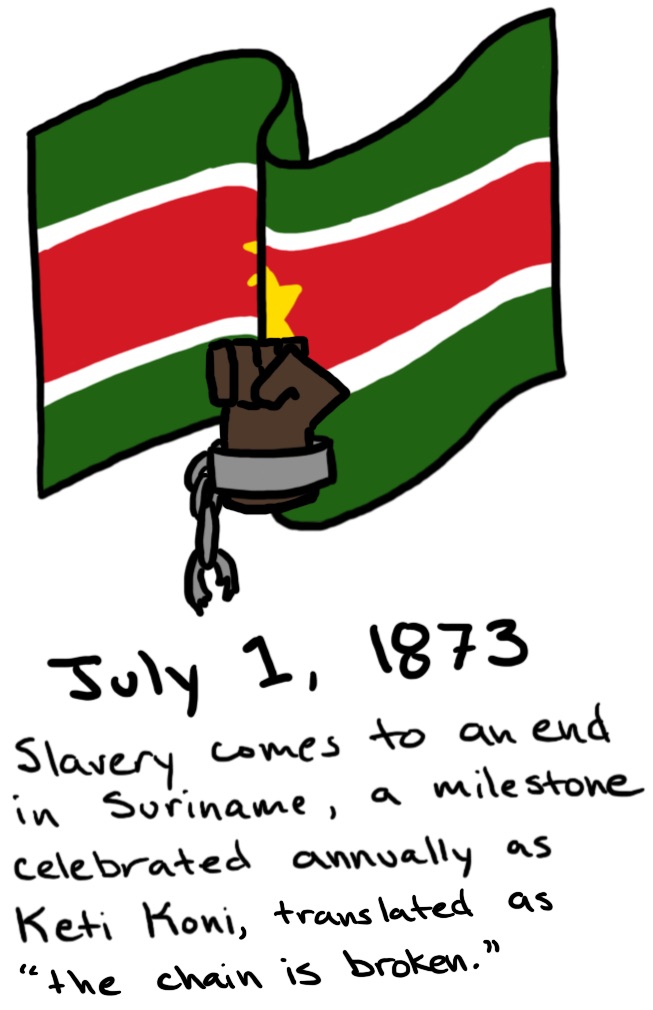 July 1, 1873
Slavery comes to an end
in Suriname, a milestone
celebrated annually as
Keti Koni, translated as
"the chain is broken."